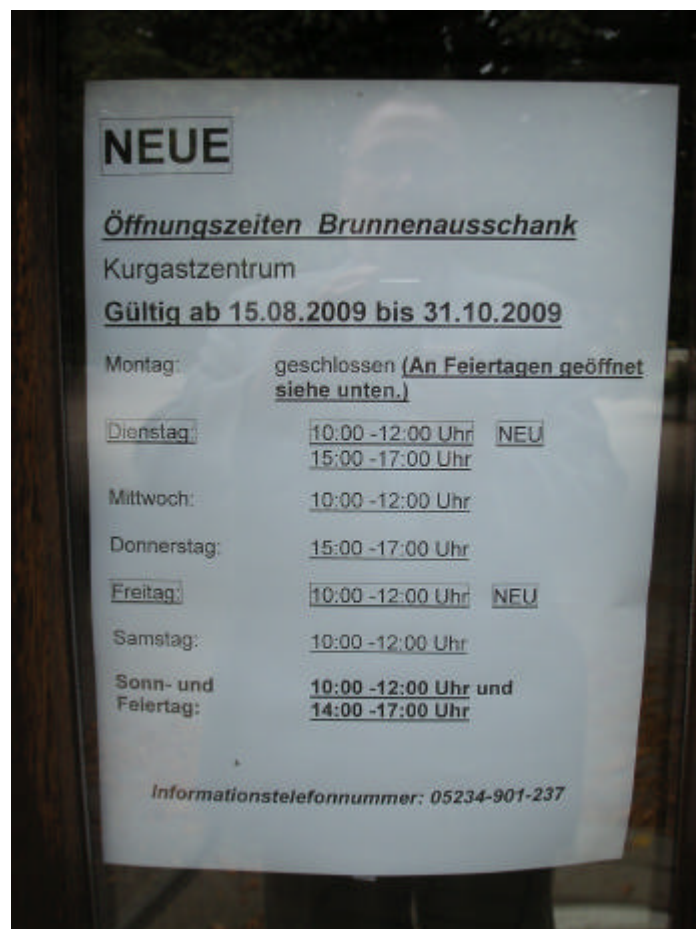 NEUE
Öffnungszeiten Brunnenausschank
Kurgastzentrum
Gültig ab 15.08.2009 bis 31.10.2009
Montag: geschlossen (An Feiertagen geöffnet
siehe unten.)
Dienstag: 10:00 -12:00 Uhr NEU
15:00 -17:00 Uhr
Mittwoch: 10:00 -12:00 Uhr
Donnerstag: 15:00 -17:00 Uhr
Freitag: 10:00 -12:00 Uhr NEU
Samstag: 10:00 -12:00 Uhr
Sonn- und 10:00 -12:00 Uhr und
Feiertag: 14:00 -17:00 Uhr
Informationstelefonnummer: 05234-901-237